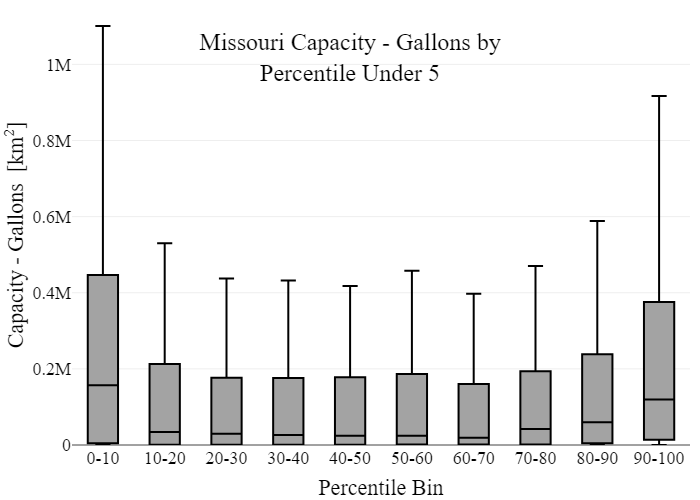 Missouri Capacity - Gallons by
Percentile Under 5
Capacity - Gallons [km²]
1M
0.8M
0.6M
0.4M
0.2M
0
0-10 10-20 20-30 30-40 40-50 50-60 60-70 70-80 80-90 90-100
Percentile Bin